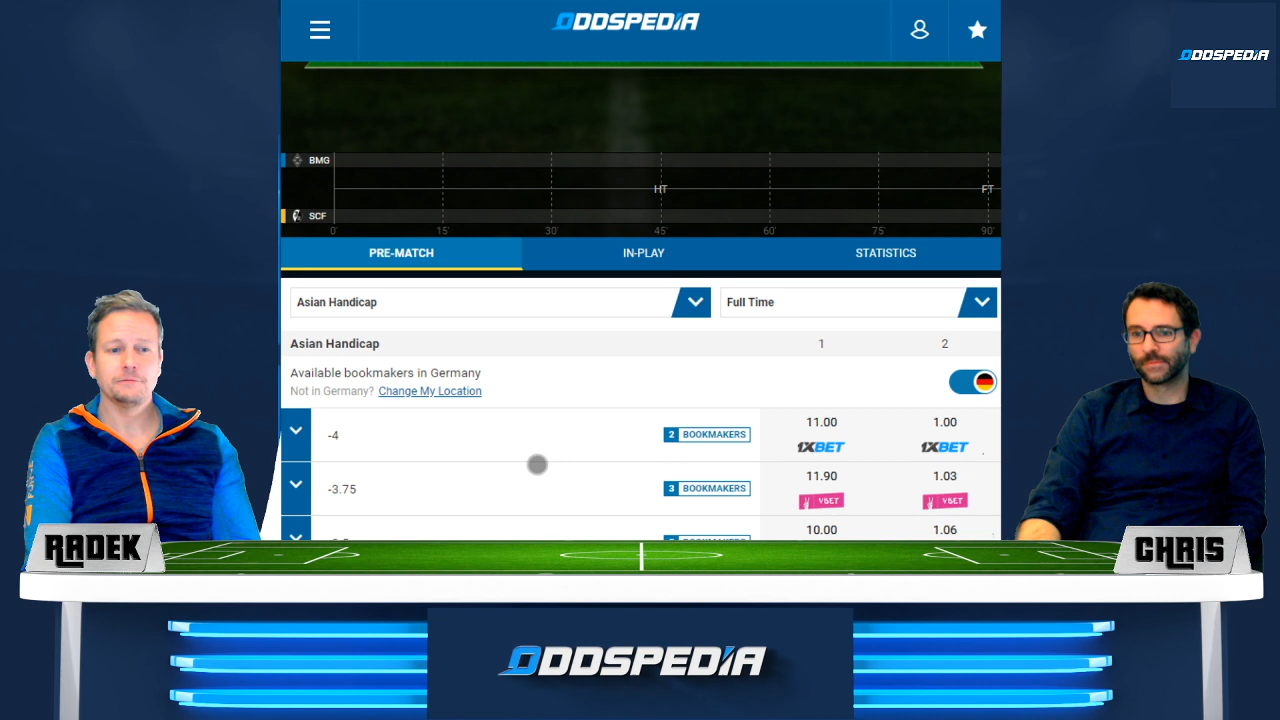 ODDSPEDIA
ODDSPEDIA
BMG
HT
FT
SCF
0' 15' 30' 45' 60' 75' 90'
PRE-MATCH IN-PLAY STATISTICS
Asian Handicap Full Time
Asian Handicap 1 2
Available bookmakers in Germany
Not in Germany? Change My Location
-4 2 BOOKMAKERS 11.00 1.00
1XBET 1XBET
-3.75 3 BOOKMAKERS 11.90 1.03
VBET VBET
10.00 1.06
RADEK
CHRIS
ODDSPEDIA